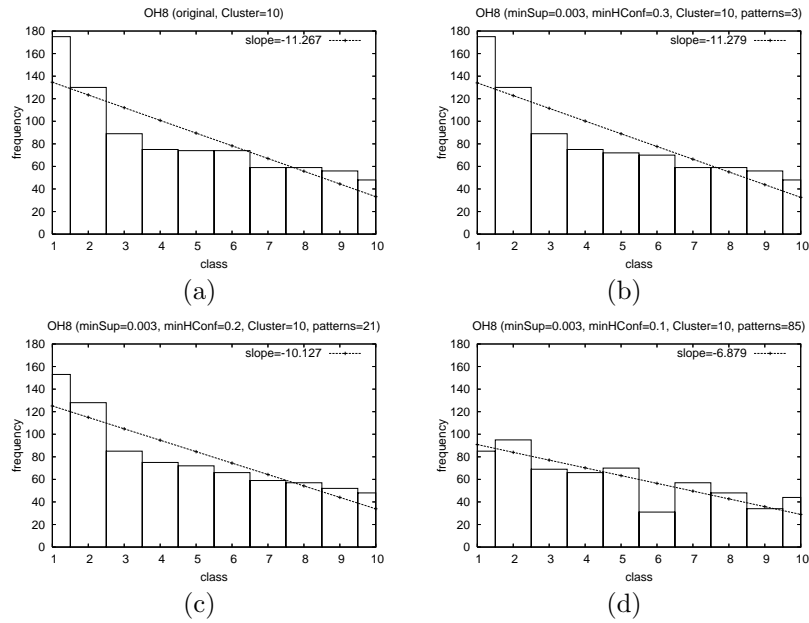 OH8 (original, Cluster=10)
slope=-11.267
180
160
140
120
100
80
60
40
20
0
frequency
1 2 3 4 5 6 7 8 9 10
class
(a)
OH8 (minSup=0.003, minHConf=0.3, Cluster=10, patterns=3)
slope=-11.279
180
160
140
120
100
80
60
40
20
0
frequency
1 2 3 4 5 6 7 8 9 10
class
(b)
OH8 (minSup=0.003, minHConf=0.2, Cluster=10, patterns=21)
slope=-10.127
180
160
140
120
100
80
60
40
20
0
frequency
1 2 3 4 5 6 7 8 9 10
class
(c)
OH8 (minSup=0.003, minHConf=0.1, Cluster=10, patterns=85)
slope=-6.879
180
160
140
120
100
80
60
40
20
0
frequency
1 2 3 4 5 6 7 8 9 10
class
(d)